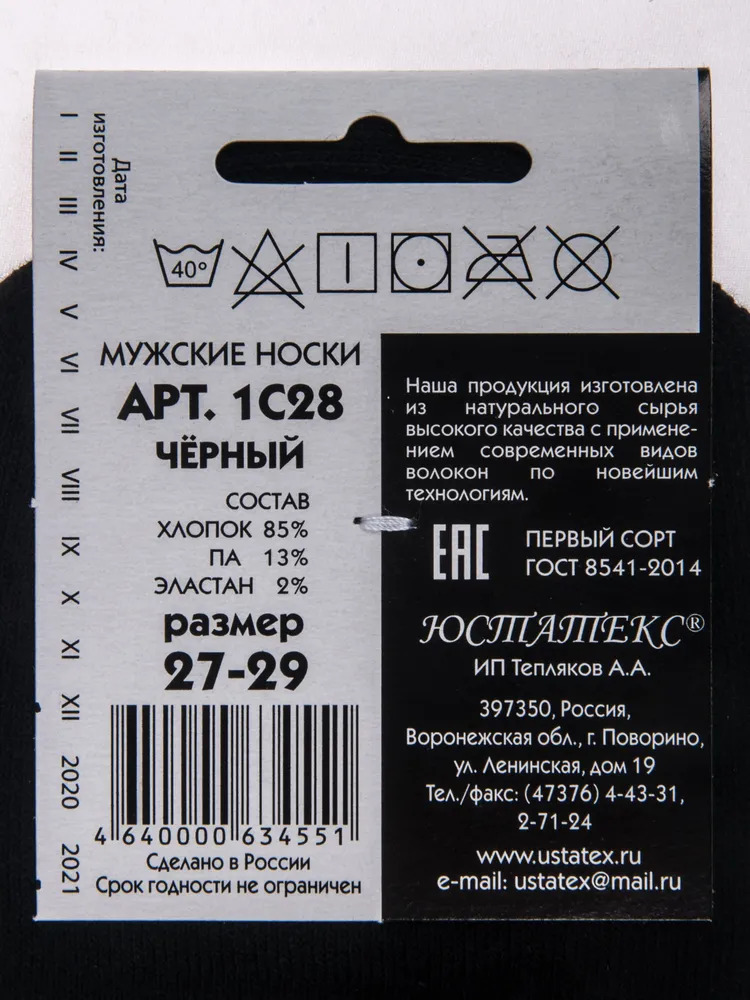 Дата
изготовления:
I II III IV V VI VII VIII IX X XI XII 2020 2021
40°
МУЖСКИЕ НОСКИ
АРТ. 1С28
ЧЁРНЫЙ
СОСТАВ
ХЛОПОК 85%
ПА 13%
ЭЛАСТАН 2%
размер
27-29
4 640000 634551
Сделано в России
Срок годности не ограничен
Наша продукция изготовлена
из натурального сырья
высокого качества с примене-
нием современных видов
волокон по новейшим
технологиям.
EAC
ПЕРВЫЙ СОРТ
ГОСТ 8541-2014
ЮСТАТЕКС®
ИП Тепляков А.А.
397350, Россия,
Воронежская обл., г. Поворино,
ул. Ленинская, дом 19
Тел./факс: (47376) 4-43-31,
2-71-24
www.ustatex.ru
e-mail: ustatex@mail.ru